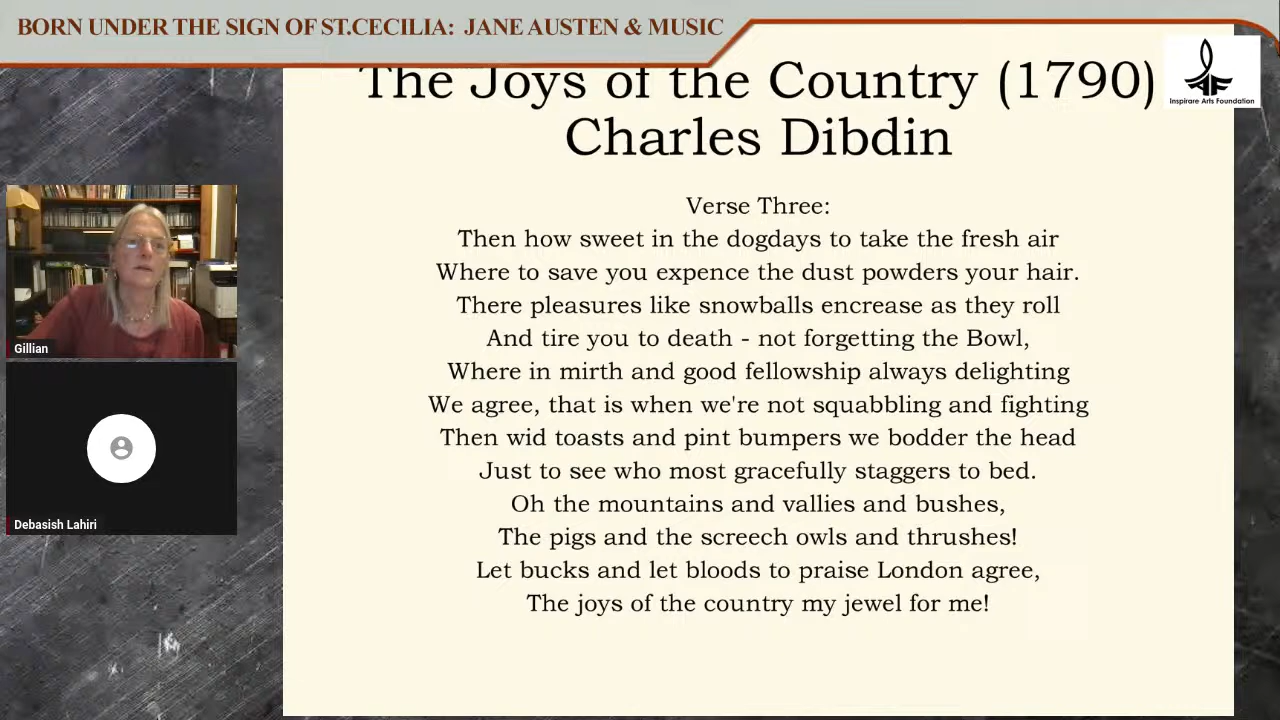 BORN UNDER THE SIGN OF ST.CECILIA: JANE AUSTEN & MUSIC
The Joys of the Country (1790)
Charles Dibdin
Inspirare Arts Foundation
Verse Three:
Then how sweet in the dogdays to take the fresh air
Where to save you expence the dust powders your hair.
There pleasures like snowballs encrease as they roll
And tire you to death - not forgetting the Bowl,
Where in mirth and good fellowship always delighting
We agree, that is when we're not squabbling and fighting
Then wid toasts and pint bumpers we bodder the head
Just to see who most gracefully staggers to bed.
Oh the mountains and vallies and bushes,
The pigs and the screech owls and thrushes!
Let bucks and let bloods to praise London agree,
The joys of the country my jewel for me!
Gillian
Debasish Lahiri